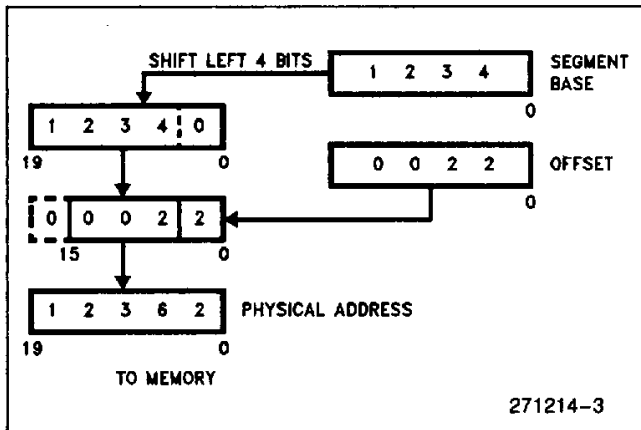 SHIFT LEFT 4 BITS
1 2 3 4
SEGMENT
BASE
0
1 2 3 4 0
19 0
0 0 2 2
OFFSET
0
0 0 0 2 2
15 0
1 2 3 6 2
PHYSICAL ADDRESS
19 0
TO MEMORY
271214-3